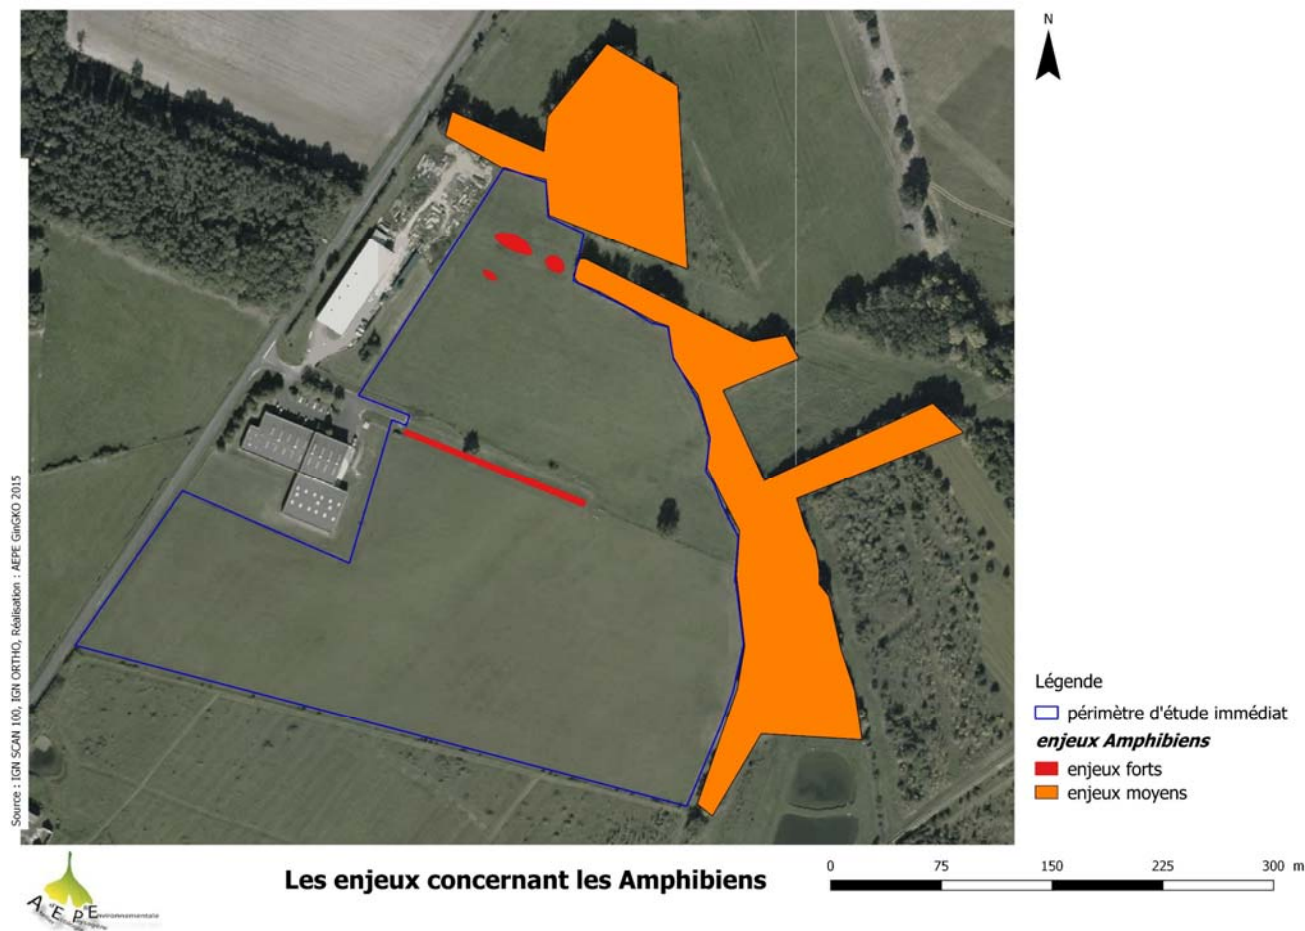 N
Source : IGN SCAN 100, IGN ORTHO, Réalisation : AEPE GinGKO 2015
Légende
périmètre d'étude immédiat
enjeux Amphibiens
enjeux forts
enjeux moyens
Les enjeux concernant les Amphibiens
0 75 150 225 300 m
A E P E nvironnementale